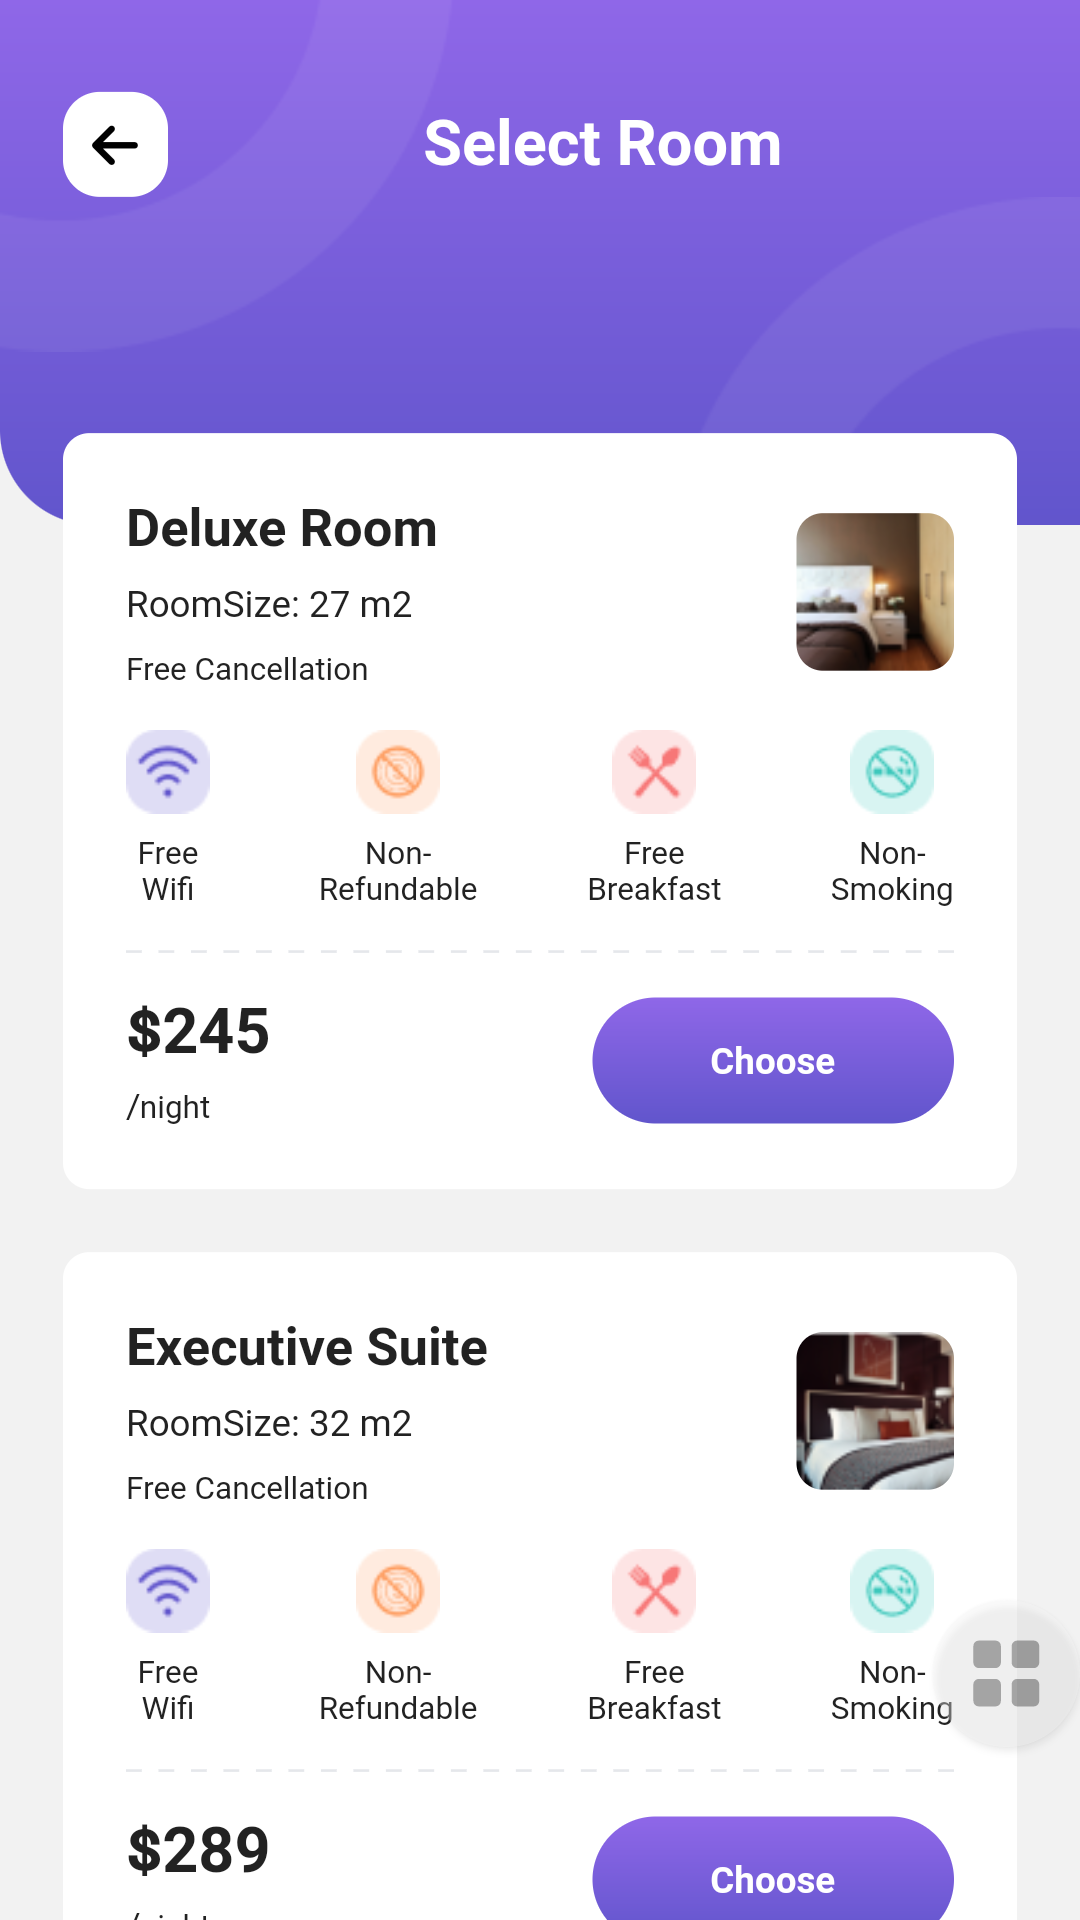 Select Room
Deluxe Room
RoomSize: 27 m2
Free Cancellation
Free
Wifi
Non-
Refundable
Free
Breakfast
Non-
Smoking
$245
/night
Choose
Executive Suite
RoomSize: 32 m2
Free Cancellation
Free
Wifi
Non-
Refundable
Free
Breakfast
Non-
Smoking
$289
Choose